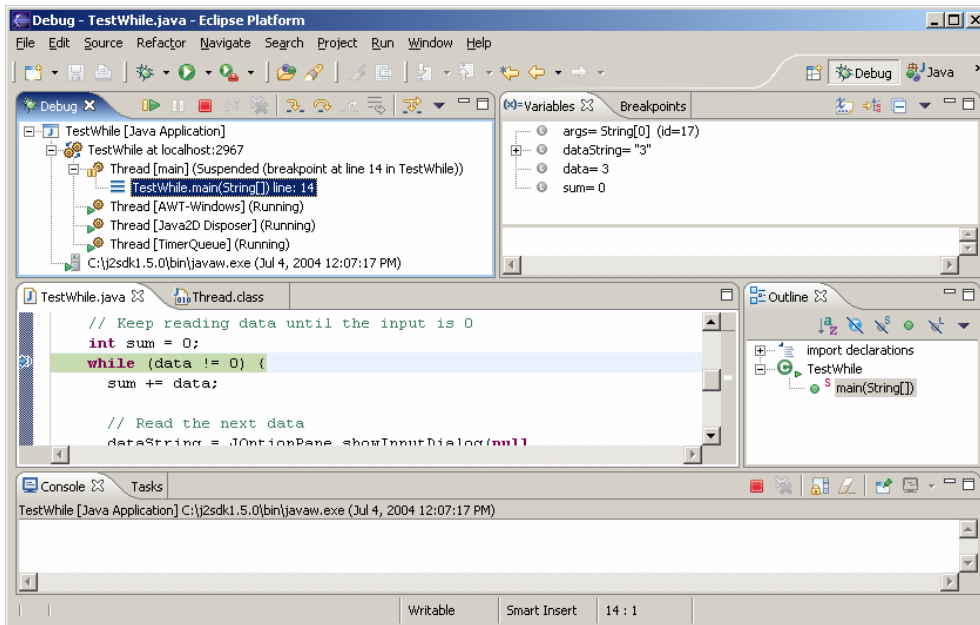 Debug - TestWhile.java - Eclipse Platform
File Edit Source Refactor Navigate Search Project Run Window Help
Debug Java
Debug
TestWhile [Java Application]
TestWhile at localhost:2967
Thread [main] (Suspended (breakpoint at line 14 in TestWhile))
TestWhile.main(String[]) line: 14
Thread [AWT-Windows] (Running)
Thread [Java2D Disposer] (Running)
Thread [TimerQueue] (Running)
C:\j2sdk1.5.0\bin\javaw.exe (Jul 4, 2004 12:07:17 PM)
(x)=Variables Breakpoints
args= String[0] (id=17)
dataString= "3"
data= 3
sum= 0
TestWhile.java Thread.class
// Keep reading data until the input is 0
int sum = 0;
while (data != 0) {
sum += data;
// Read the next data
dataString = JOptionPane.showInputDialog(null
Outline
import declarations
TestWhile
main(String[])
Console Tasks
TestWhile [Java Application] C:\j2sdk1.5.0\bin\javaw.exe (Jul 4, 2004 12:07:17 PM)
Writable Smart Insert 14 : 1